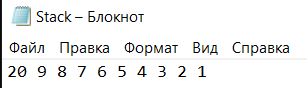 Stack – Блокнот
Файл Правка Формат Вид Справка
20 9 8 7 6 5 4 3 2 1